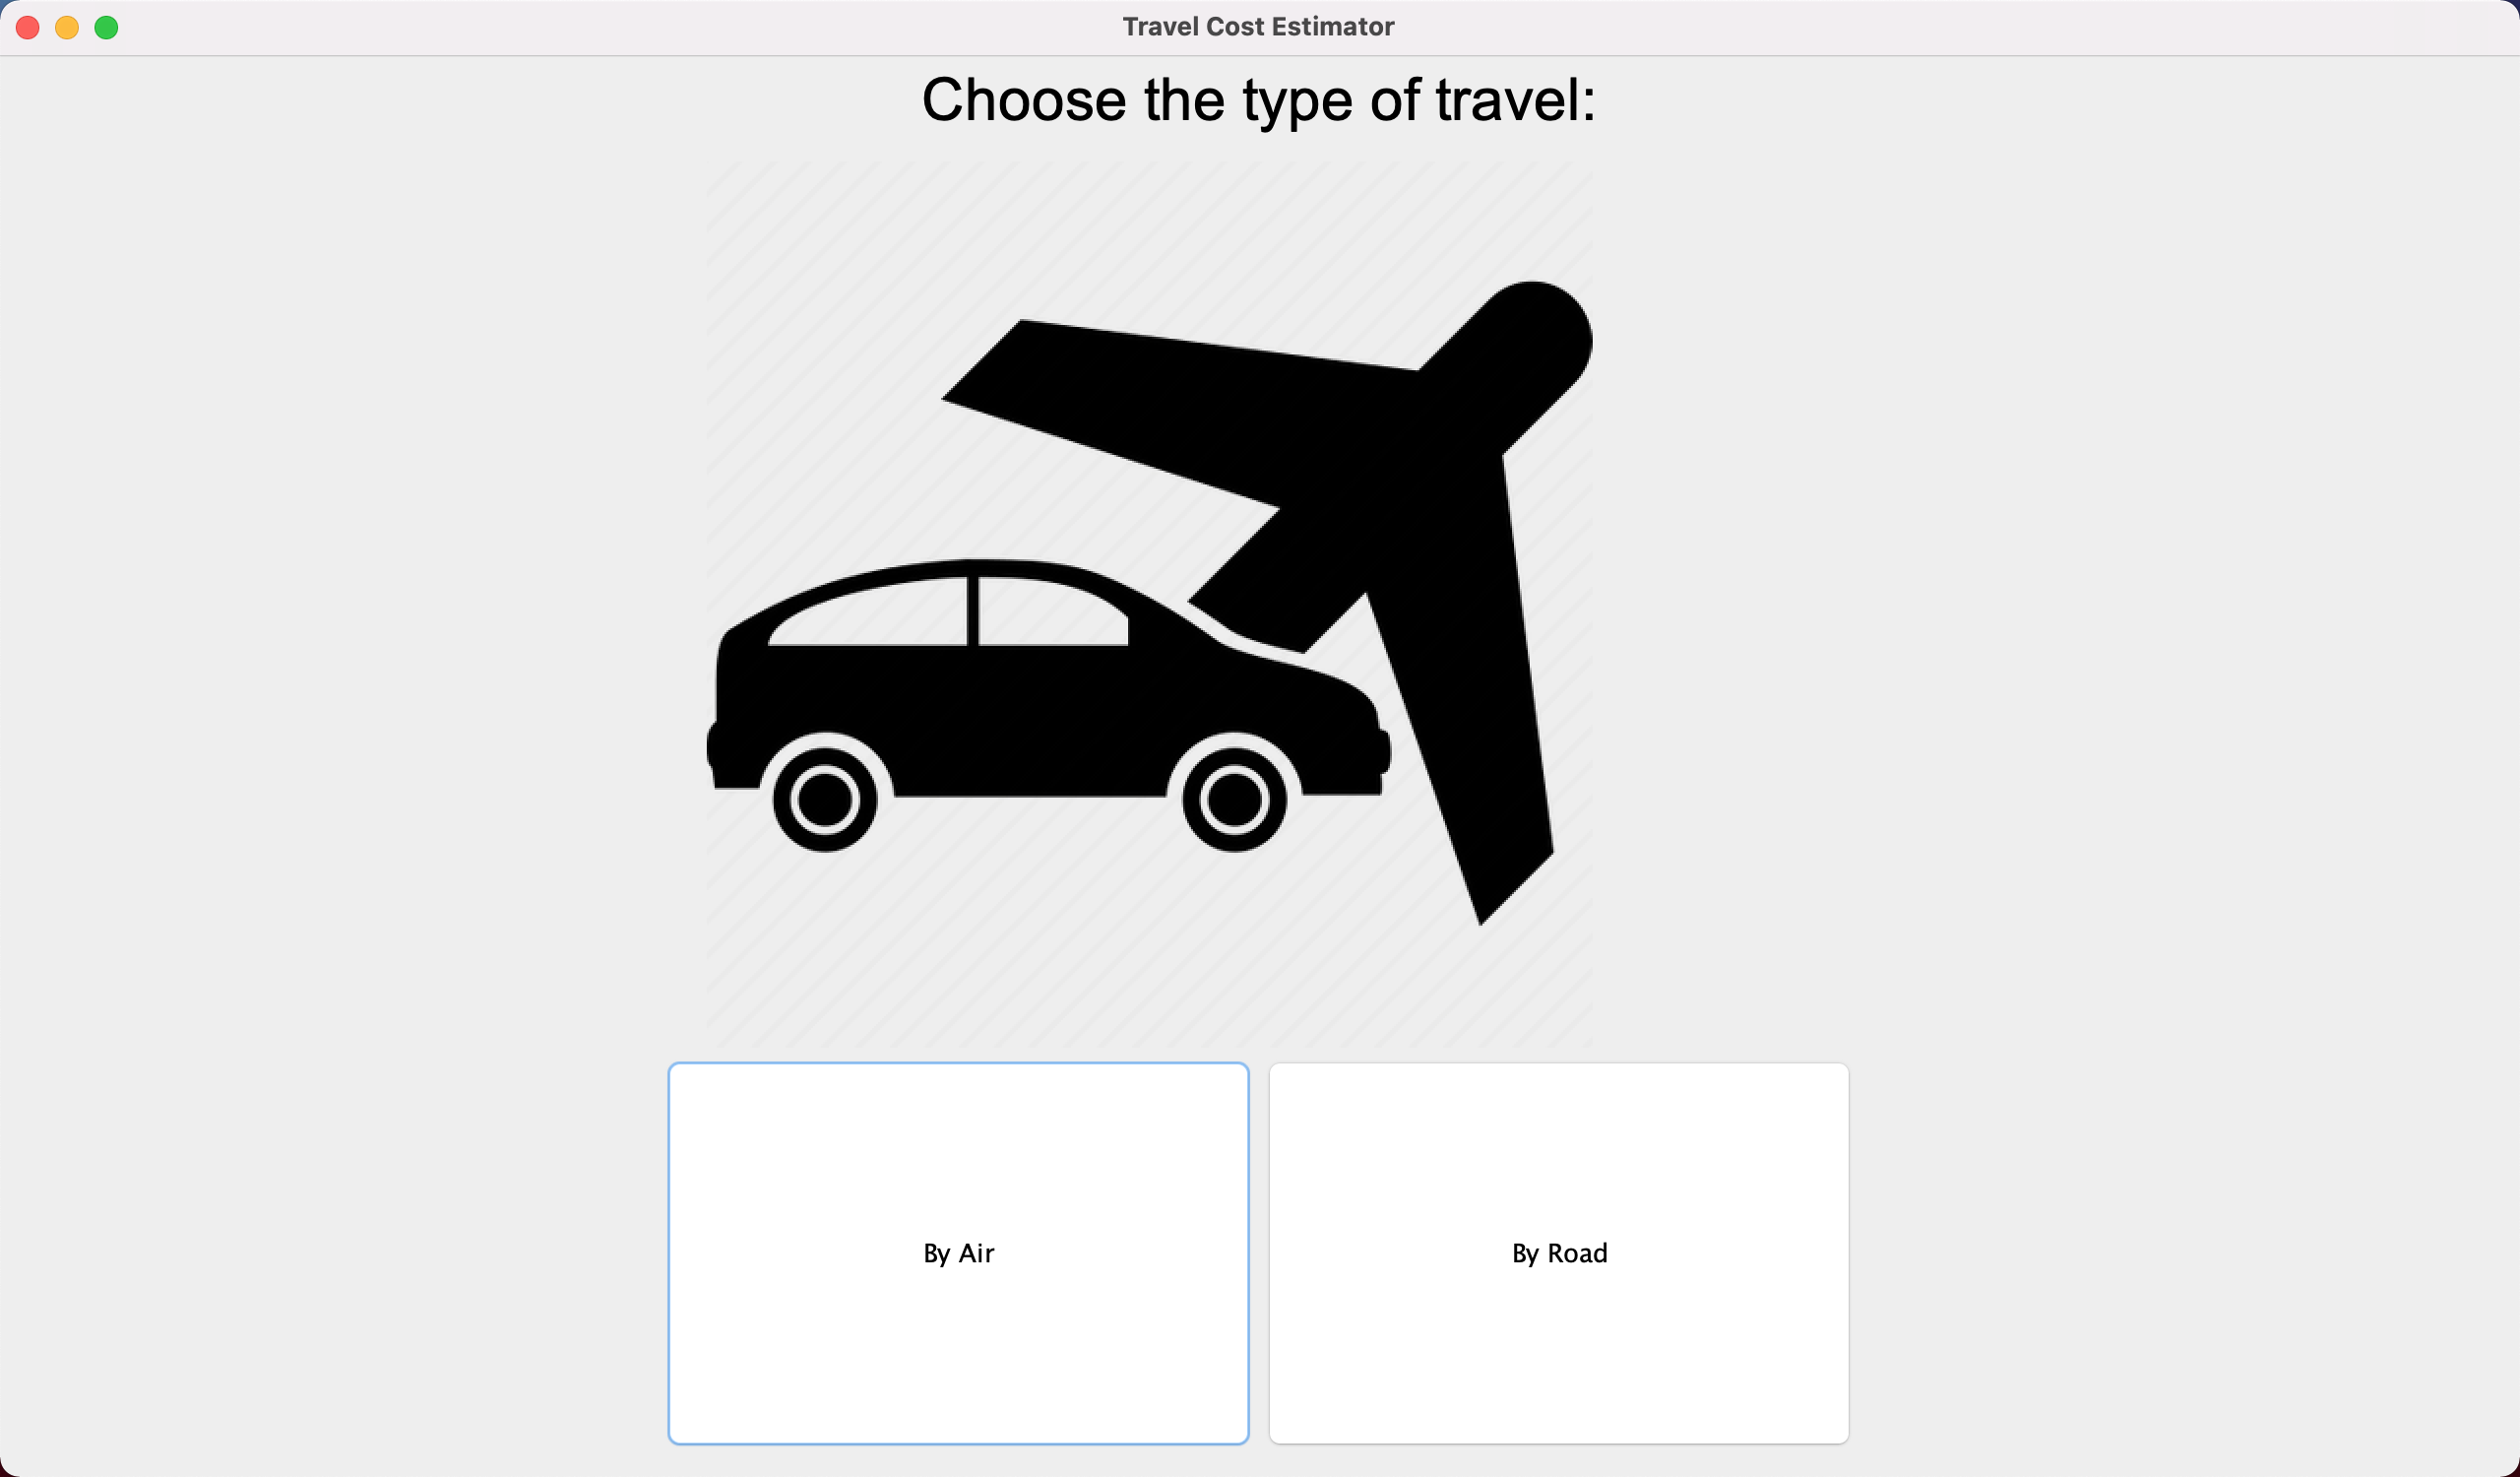 Travel Cost Estimator
Choose the type of travel:
By Air
By Road